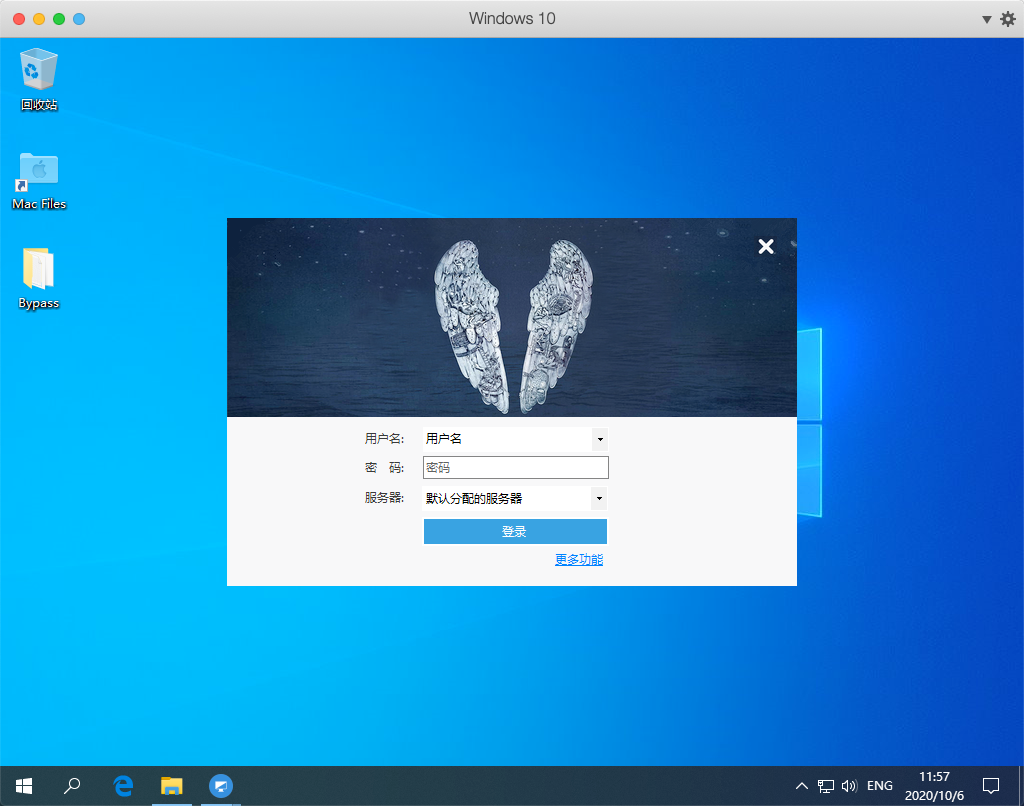 Windows 10
回收站
Mac Files
Bypass
用户名: 用户名
密 码: 密码
服务器: 默认分配的服务器
登录
更多功能
ENG
11:57
2020/10/6